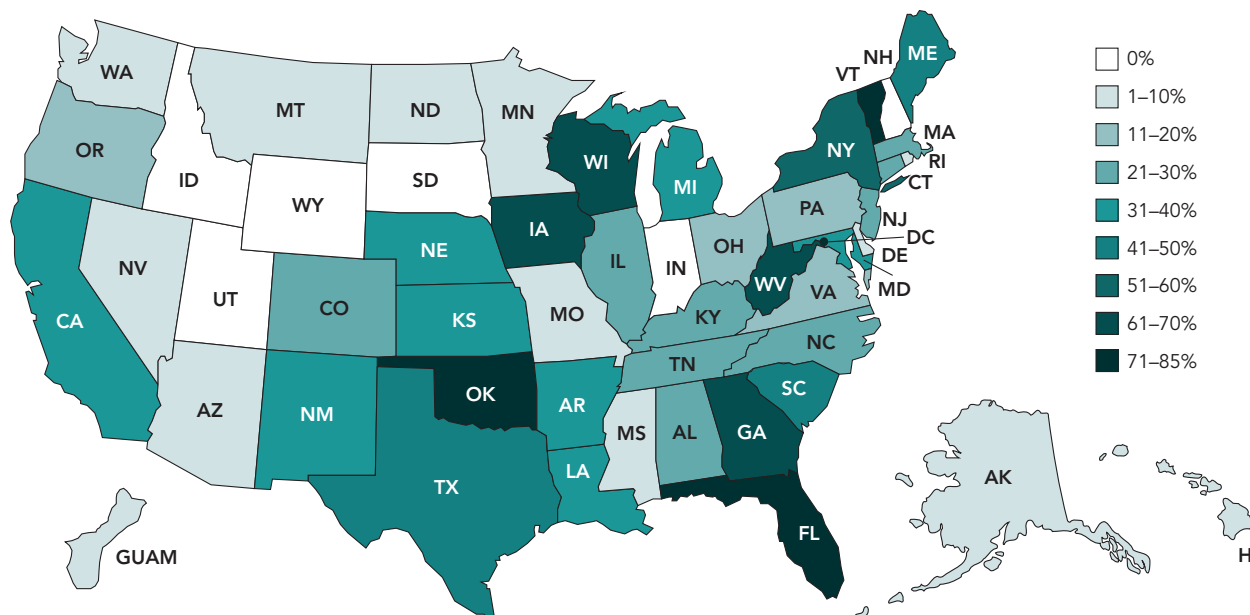 WA
MT
ND
MN
OR
ID
WY
SD
WI
MI
NV
UT
CO
NE
IA
IL
IN
OH
PA
NY
VT
NH
ME
MA
RI
CT
NJ
DC
DE
MD
WV
VA
CA
KS
MO
KY
NC
TN
SC
AZ
NM
OK
AR
MS
AL
GA
TX
LA
FL
AK
H
GUAM
0%
1–10%
11–20%
21–30%
31–40%
41–50%
51–60%
61–70%
71–85%